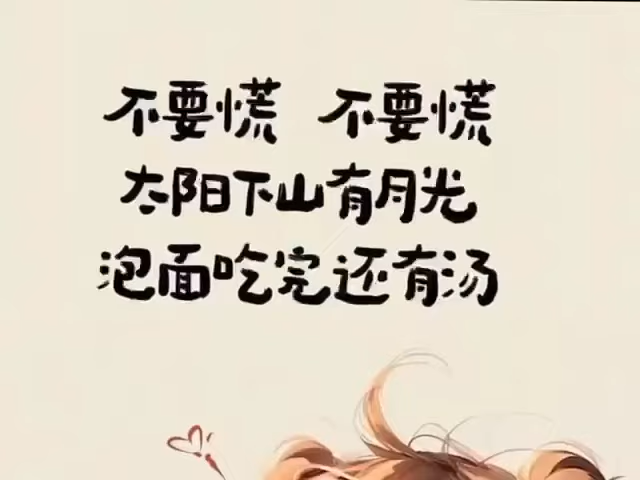 不要慌 不要慌
太阳下山有月光
泡面吃完还有汤